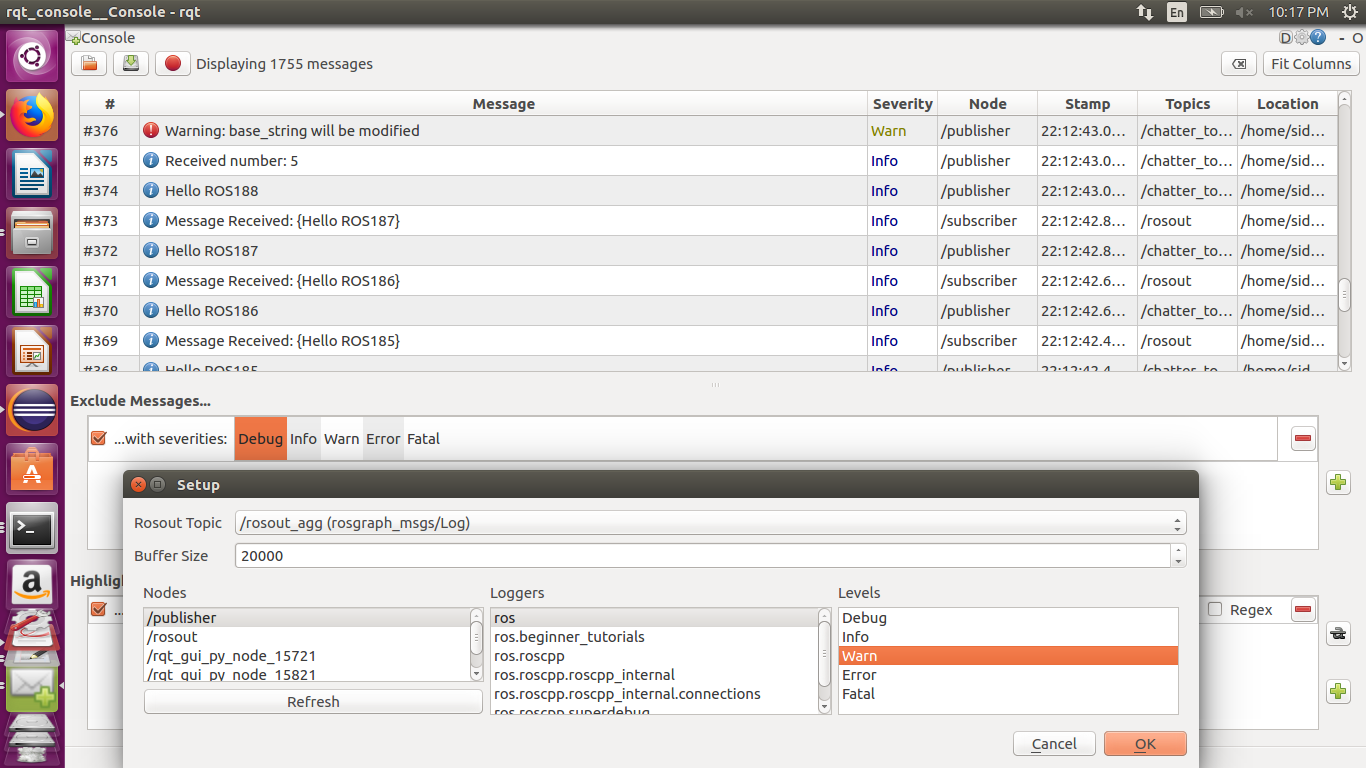 rqt_console__Console - rqt
En
10:17 PM
Console
D
- O
Displaying 1755 messages
Fit Columns
# Message Severity Node Stamp Topics Location
#376 Warning: base_string will be modified Warn /publisher 22:12:43.0... /chatter_to... /home/sid...
#375 Received number: 5 Info /publisher 22:12:43.0... /chatter_to... /home/sid...
#374 Hello ROS188 Info /publisher 22:12:43.0... /chatter_to... /home/sid...
#373 Message Received: {Hello ROS187} Info /subscriber 22:12:42.8... /rosout /home/sid...
#372 Hello ROS187 Info /publisher 22:12:42.8... /chatter_to... /home/sid...
#371 Message Received: {Hello ROS186} Info /subscriber 22:12:42.6... /rosout /home/sid...
#370 Hello ROS186 Info /publisher 22:12:42.6... /chatter_to... /home/sid...
#369 Message Received: {Hello ROS185} Info /subscriber 22:12:42.4... /rosout /home/sid...
#368 Hello ROS185 Info /publisher 22:12:42.4... /chatter_to... /home/sid...
Exclude Messages...
...with severities: Debug Info Warn Error Fatal
Setup
Rosout Topic /rosout_agg (rosgraph_msgs/Log)
Buffer Size 20000
Highlig
Nodes Loggers Levels
...
Regex
/publisher ros Debug
/rosout ros.beginner_tutorials Info
/rqt_gui_py_node_15721 ros.roscpp Warn
/rqt_gui_py_node_15821 ros.roscpp.roscpp_internal Error
ros.roscpp.roscpp_internal.connections Fatal
ros.roscpp.superdebug
Refresh
Cancel OK